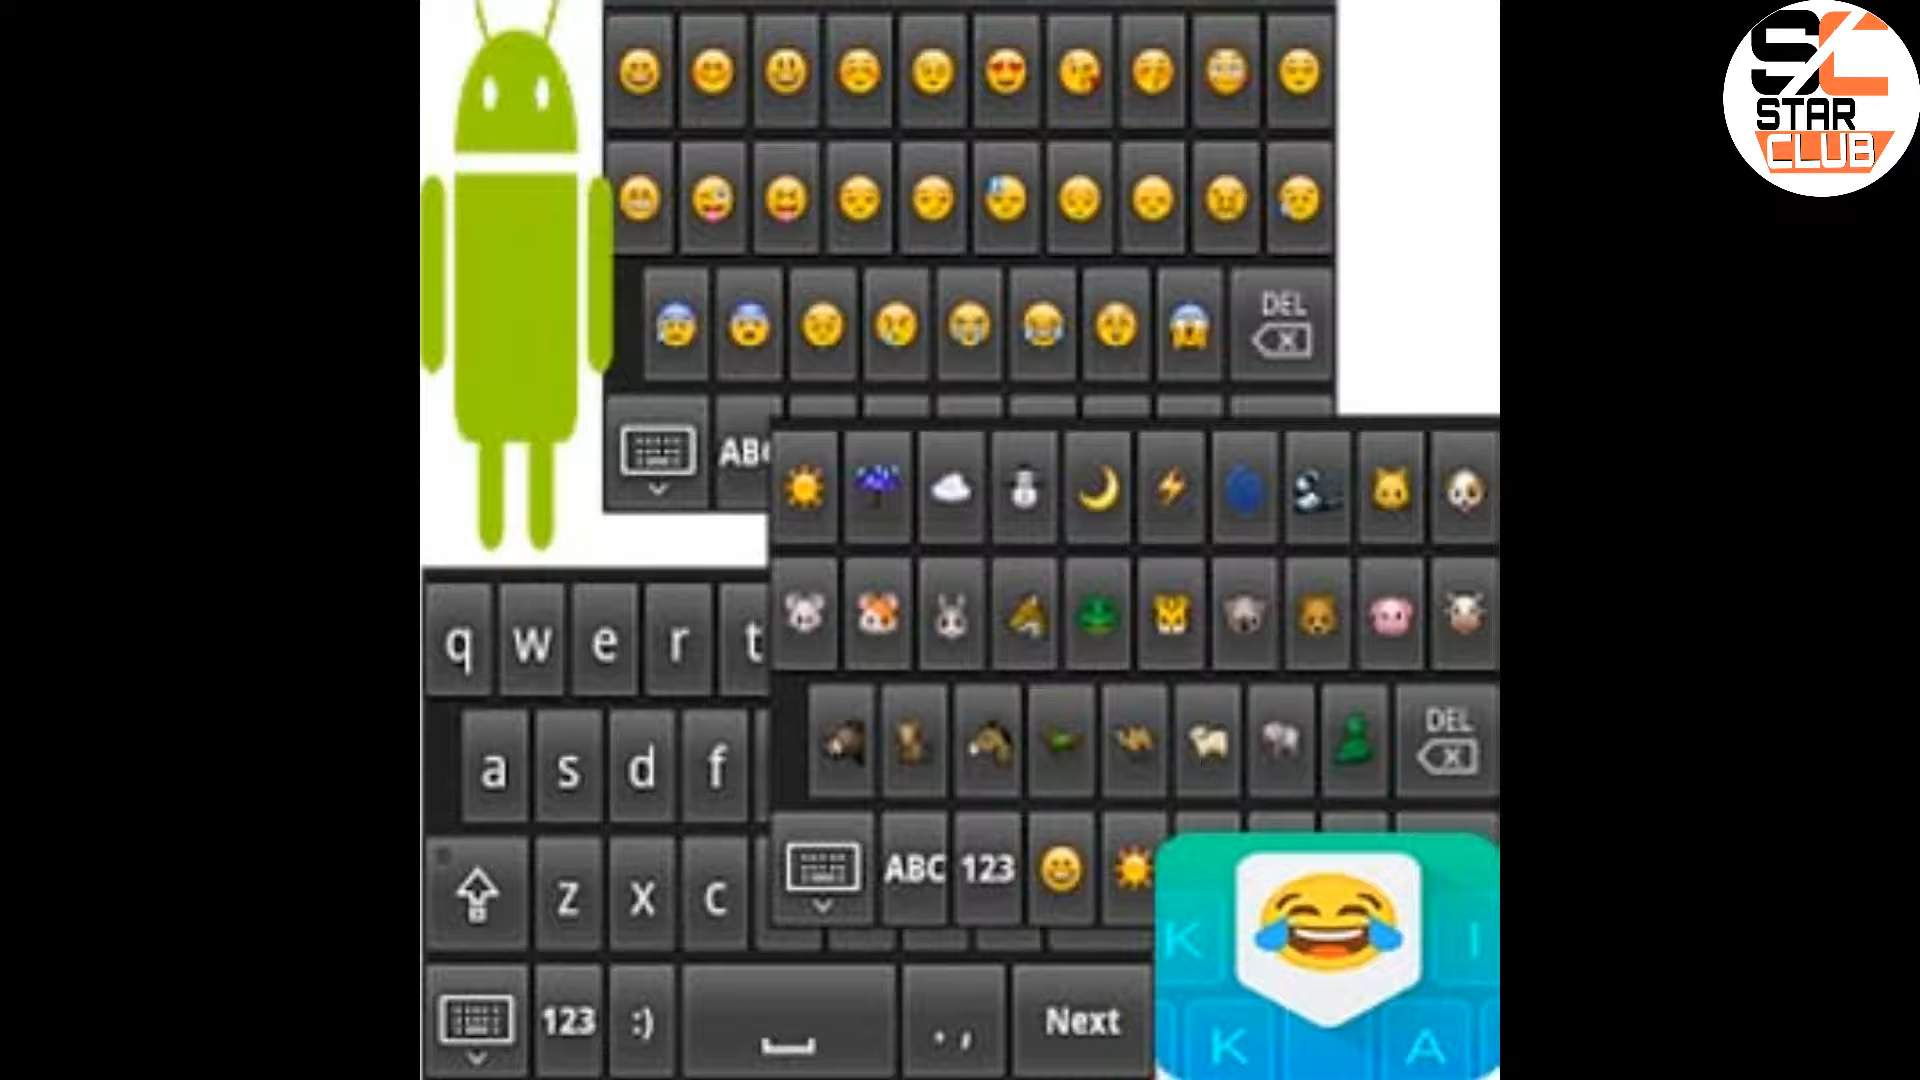 SC
STAR
CLUB
DEL
ABC
q w e r t
a s d f
DEL
z x c
ABC 123
K I
123 :) . , Next
K A